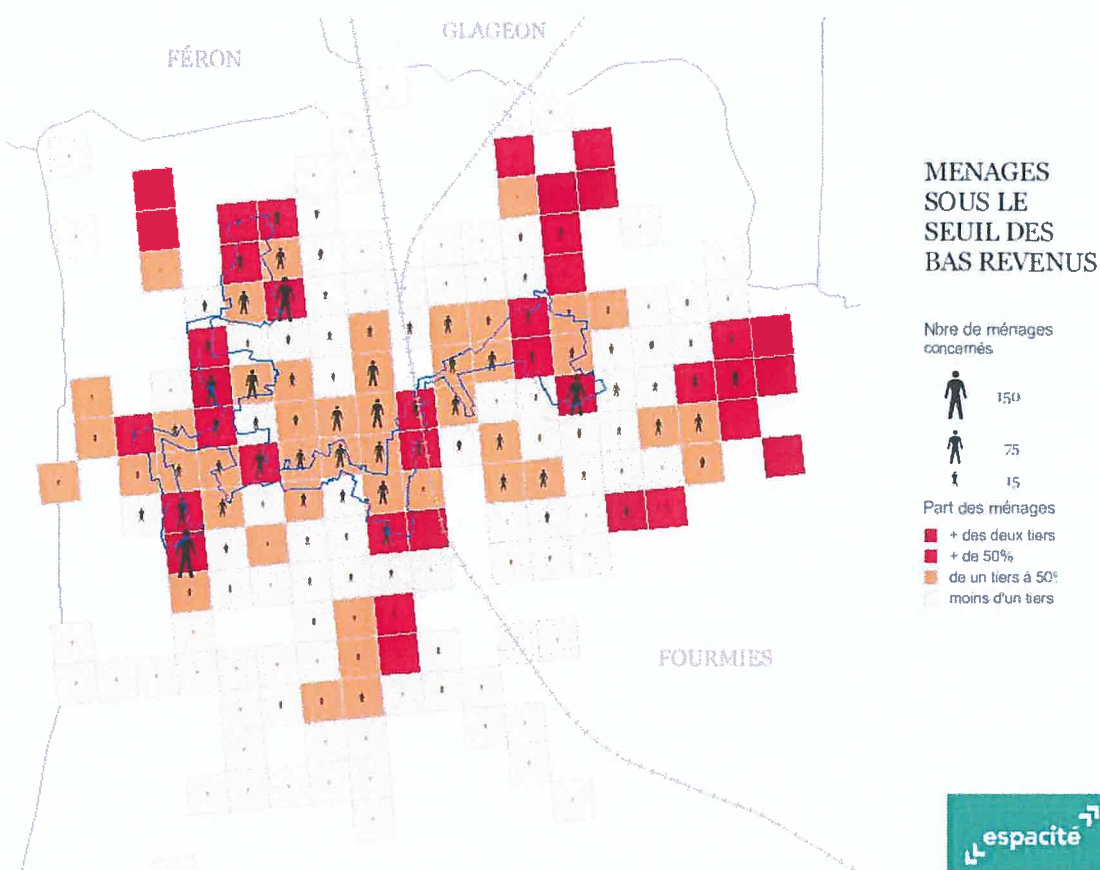 GLAGEON
FÉRON
MENAGES
SOUS LE
SEUIL DES
BAS REVENUS
Nbre de ménages
concernés
150
75
15
Part des ménages
+ des deux tiers
+ de 50%
de un tiers à 50%
moins d'un tiers
FOURMIES
espacité